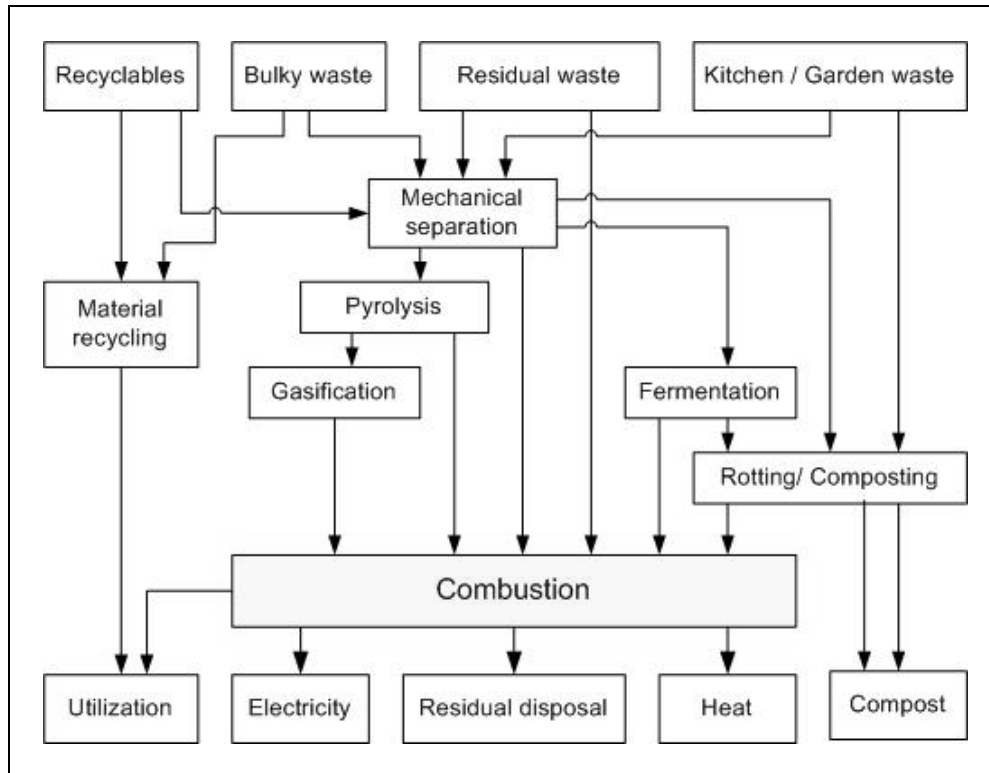 Recyclables
Bulky waste
Residual waste
Kitchen / Garden waste
Mechanical
separation
Material
recycling
Pyrolysis
Gasification
Fermentation
Rotting/ Composting
Combustion
Utilization
Electricity
Residual disposal
Heat
Compost